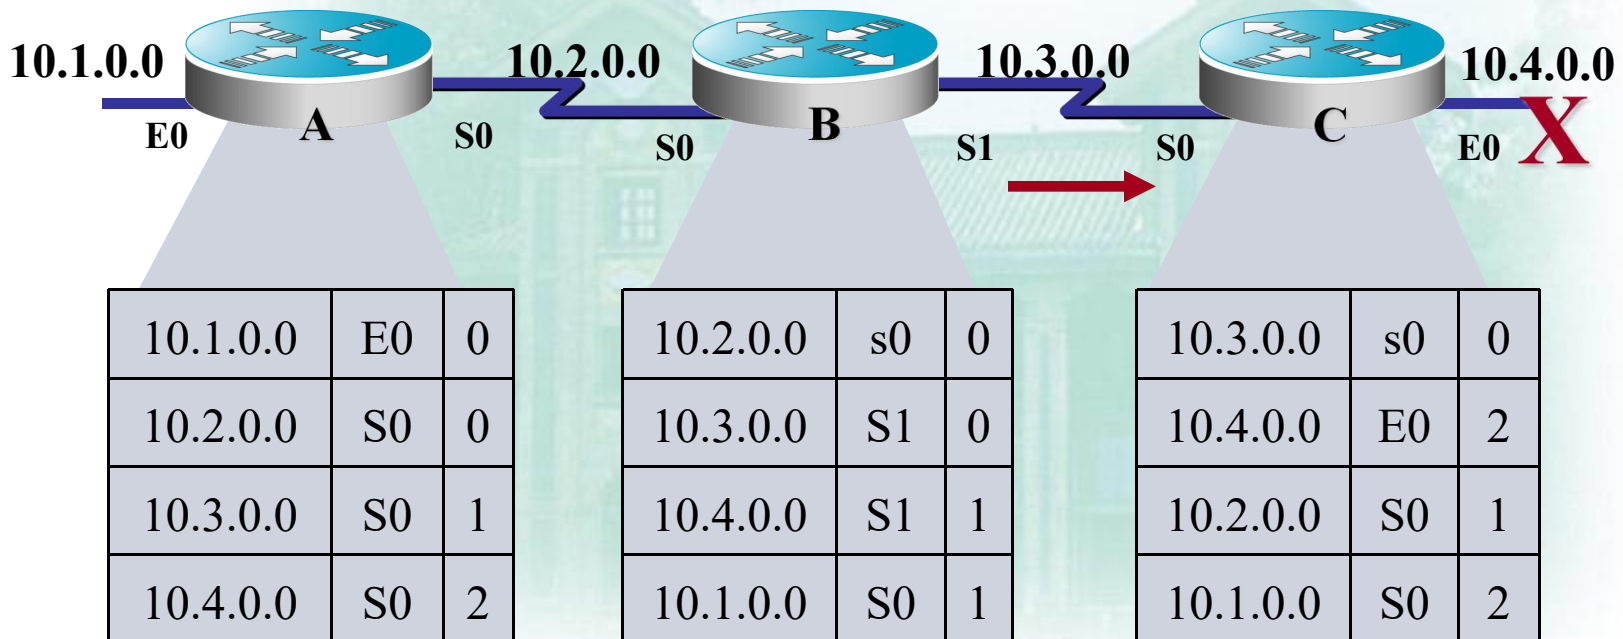 10.1.0.0 10.2.0.0 10.3.0.0 10.4.0.0
E0 A S0 S0 B S1 S0 C E0 X
10.1.0.0 E0 0
10.2.0.0 S0 0
10.3.0.0 S0 1
10.4.0.0 S0 2
10.2.0.0 s0 0
10.3.0.0 S1 0
10.4.0.0 S1 1
10.1.0.0 S0 1
10.3.0.0 s0 0
10.4.0.0 E0 2
10.2.0.0 S0 1
10.1.0.0 S0 2